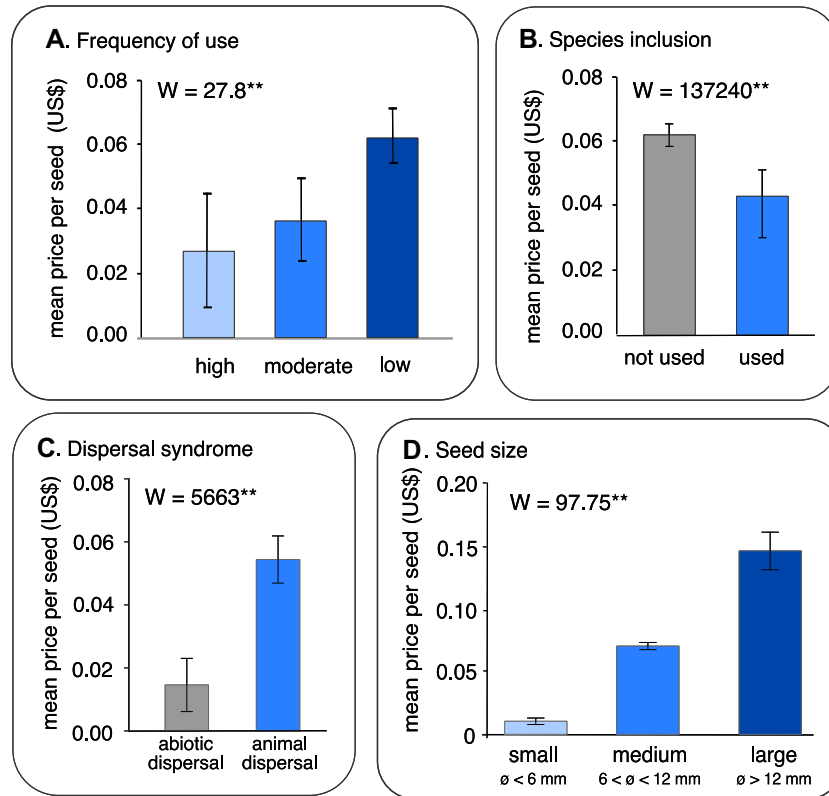 A. Frequency of use
mean price per seed (US$)
0.08
0.06
0.04
0.02
0.00
W = 27.8**
high moderate low
B. Species inclusion
mean price per seed (US$)
0.08
0.06
0.04
0.02
0.00
W = 137240**
not used used
C. Dispersal syndrome
mean price per seed (US$)
0.08
0.06
0.04
0.02
0.00
W = 5663**
abiotic animal
dispersal dispersal
D. Seed size
mean price per seed (US$)
0.20
0.15
0.10
0.05
0
W = 97.75**
small medium large
ø < 6 mm 6 < ø < 12 mm ø > 12 mm